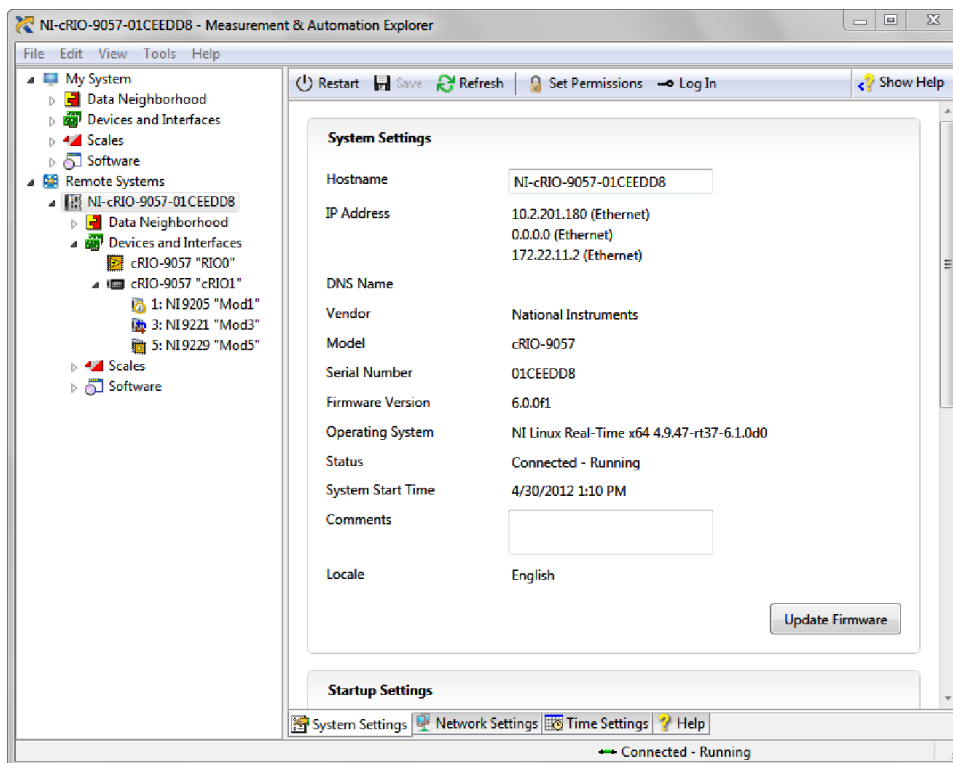 NI-cRIO-9057-01CEEDD8 - Measurement & Automation Explorer
File Edit View Tools Help
My System
Data Neighborhood
Devices and Interfaces
Scales
Software
Remote Systems
NI-cRIO-9057-01CEEDD8
Data Neighborhood
Devices and Interfaces
cRIO-9057 "RIO0"
cRIO-9057 "cRIO1"
1: NI 9205 "Mod1"
3: NI 9221 "Mod3"
5: NI 9229 "Mod5"
Scales
Software
Restart Save Refresh Set Permissions Log In Show Help
System Settings
Hostname NI-cRIO-9057-01CEEDD8
IP Address 10.2.201.180 (Ethernet)
0.0.0.0 (Ethernet)
172.22.11.2 (Ethernet)
DNS Name
Vendor National Instruments
Model cRIO-9057
Serial Number 01CEEDD8
Firmware Version 6.0.0f1
Operating System NI Linux Real-Time x64 4.9.47-rt37-6.1.0d0
Status Connected - Running
System Start Time 4/30/2012 1:10 PM
Comments
Locale English
Update Firmware
Startup Settings
System Settings Network Settings Time Settings Help
Connected - Running